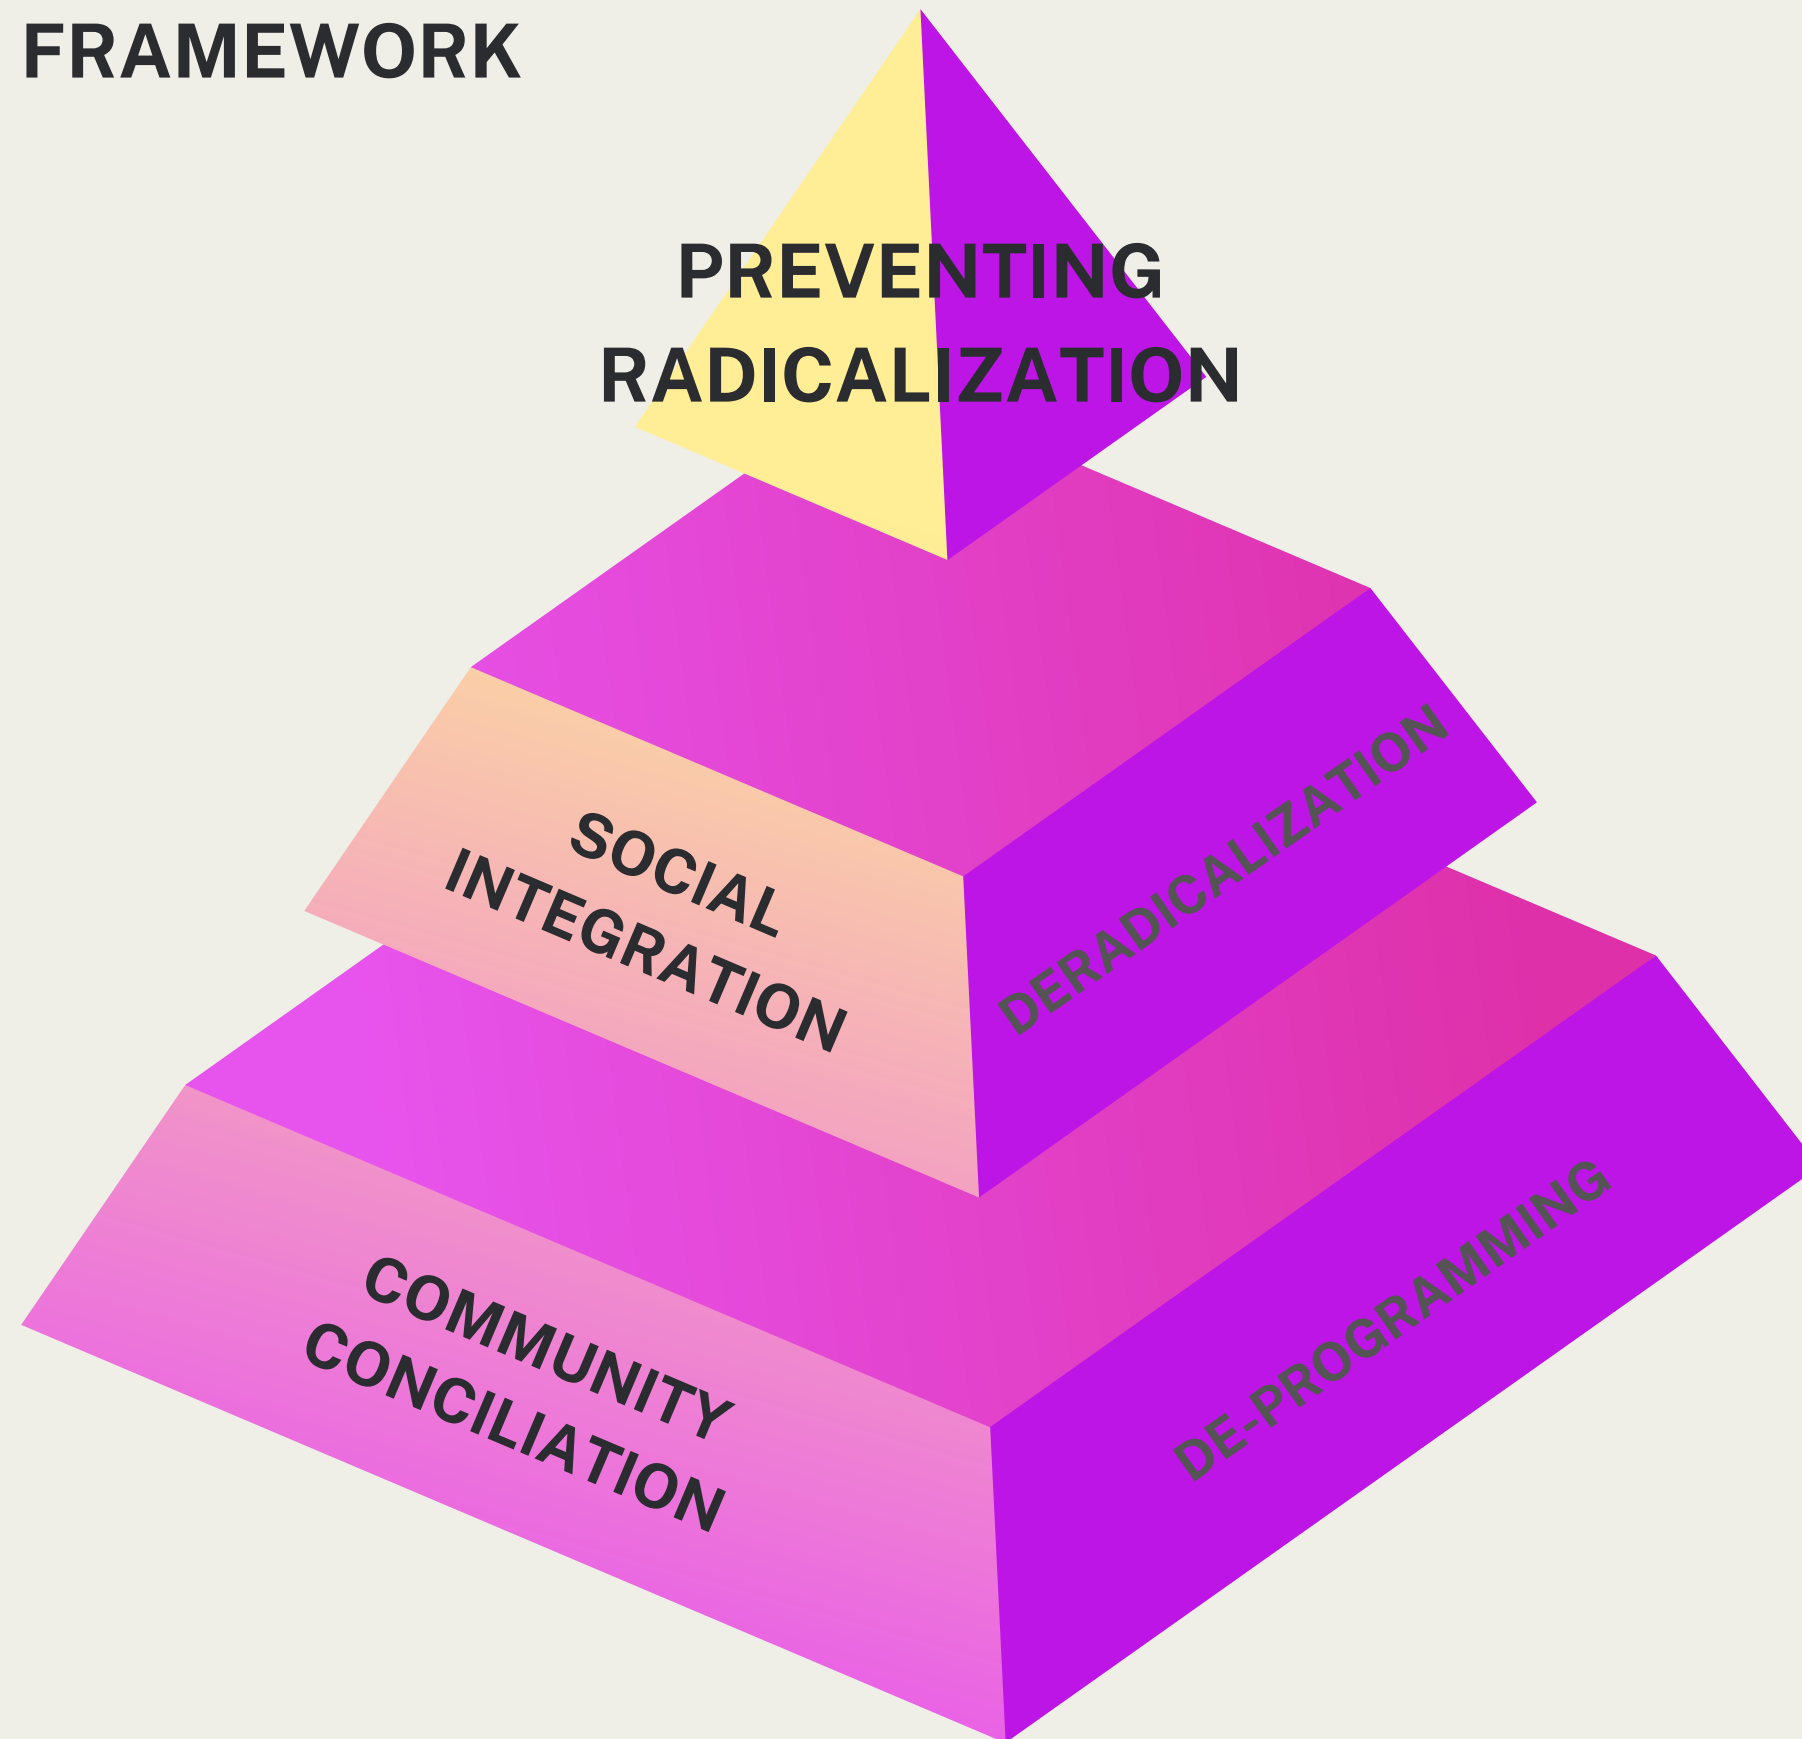 FRAMEWORK
PREVENTING
RADICALIZATION
SOCIAL
INTEGRATION
DERADICALIZATION
COMMUNITY
CONCILIATION
DE-PROGRAMMING